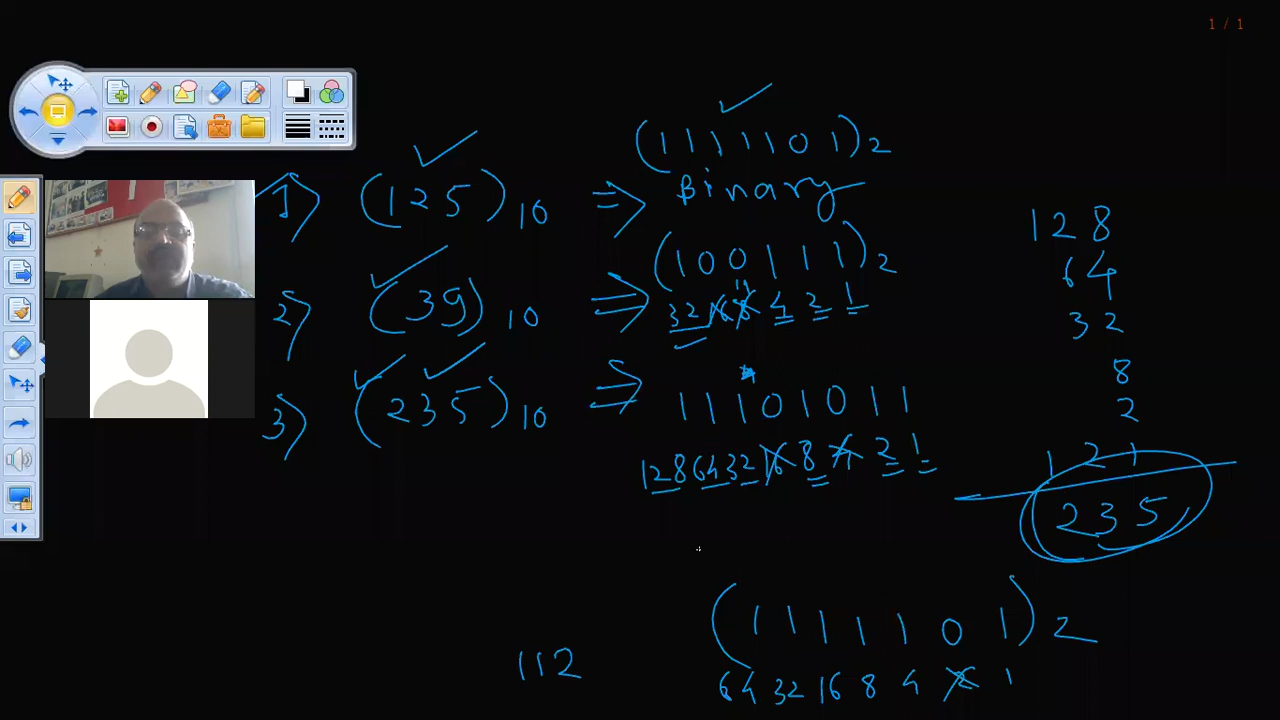 1 / 1
(1111101)2
1) (125)10 ⇒ Binary
(100111)2
2) (39)10 ⇒ 32 16 8 4 2 1
3) (235)10 ⇒ 11101011
128 64 32 16 8 4 2 1
128
64
32
8
2
1 2 1
235
(1111101)2
112
64 32 16 8 4 2 1